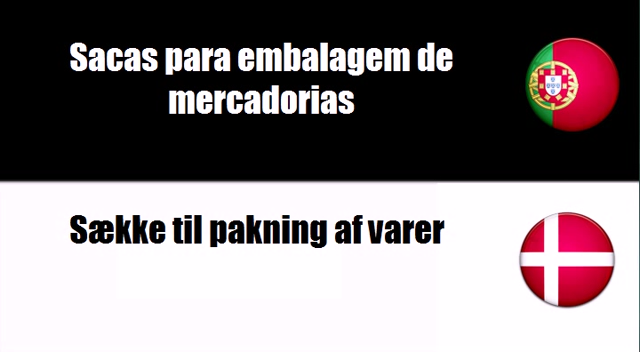 Sacas para embalagem de
mercadorias
Sække til pakning af varer